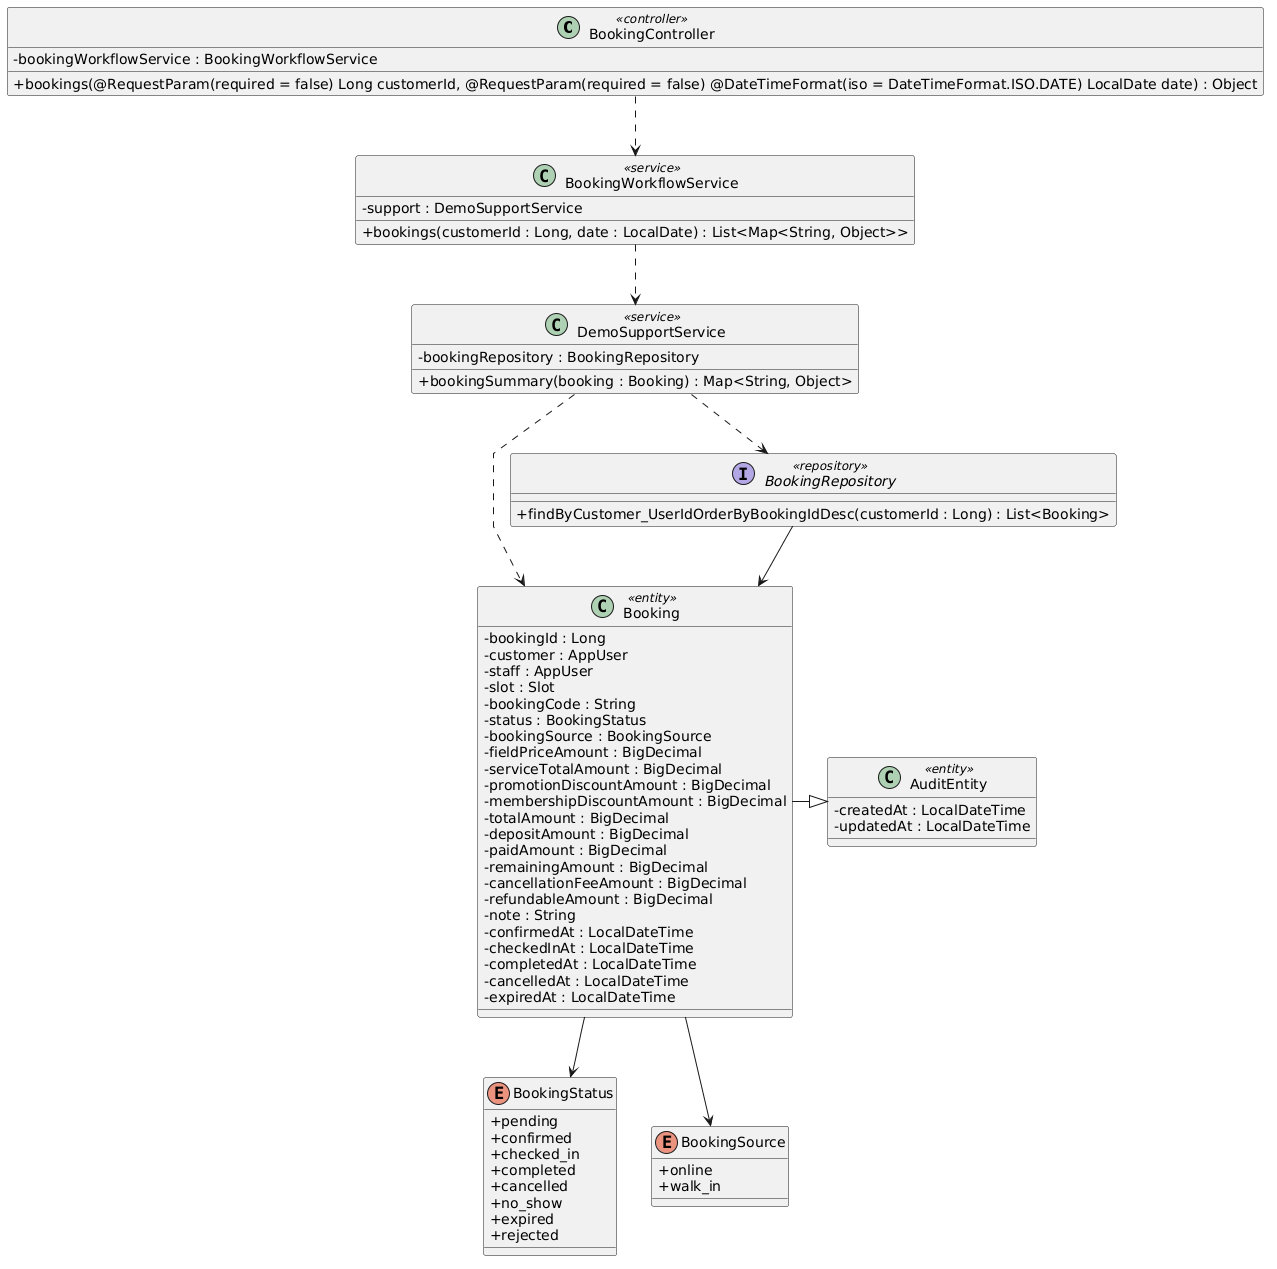 C
«controller»
BookingController
-bookingWorkflowService : BookingWorkflowService
+bookings(@RequestParam(required = false) Long customerId, @RequestParam(required = false) @DateTimeFormat(iso = DateTimeFormat.ISO.DATE) LocalDate date) : Object
C
«service»
BookingWorkflowService
-support : DemoSupportService
+bookings(customerId : Long, date : LocalDate) : List<Map<String, Object>>
C
«service»
DemoSupportService
-bookingRepository : BookingRepository
+bookingSummary(booking : Booking) : Map<String, Object>
I
«repository»
BookingRepository
+findByCustomer_UserIdOrderByBookingIdDesc(customerId : Long) : List<Booking>
C
«entity»
Booking
-bookingId : Long
-customer : AppUser
-staff : AppUser
-slot : Slot
-bookingCode : String
-status : BookingStatus
-bookingSource : BookingSource
-fieldPriceAmount : BigDecimal
-serviceTotalAmount : BigDecimal
-promotionDiscountAmount : BigDecimal
-membershipDiscountAmount : BigDecimal
-totalAmount : BigDecimal
-depositAmount : BigDecimal
-paidAmount : BigDecimal
-remainingAmount : BigDecimal
-cancellationFeeAmount : BigDecimal
-refundableAmount : BigDecimal
-note : String
-confirmedAt : LocalDateTime
-checkedInAt : LocalDateTime
-completedAt : LocalDateTime
-cancelledAt : LocalDateTime
-expiredAt : LocalDateTime
C
«entity»
AuditEntity
-createdAt : LocalDateTime
-updatedAt : LocalDateTime
E BookingStatus
+pending
+confirmed
+checked_in
+completed
+cancelled
+no_show
+expired
+rejected
E BookingSource
+online
+walk_in